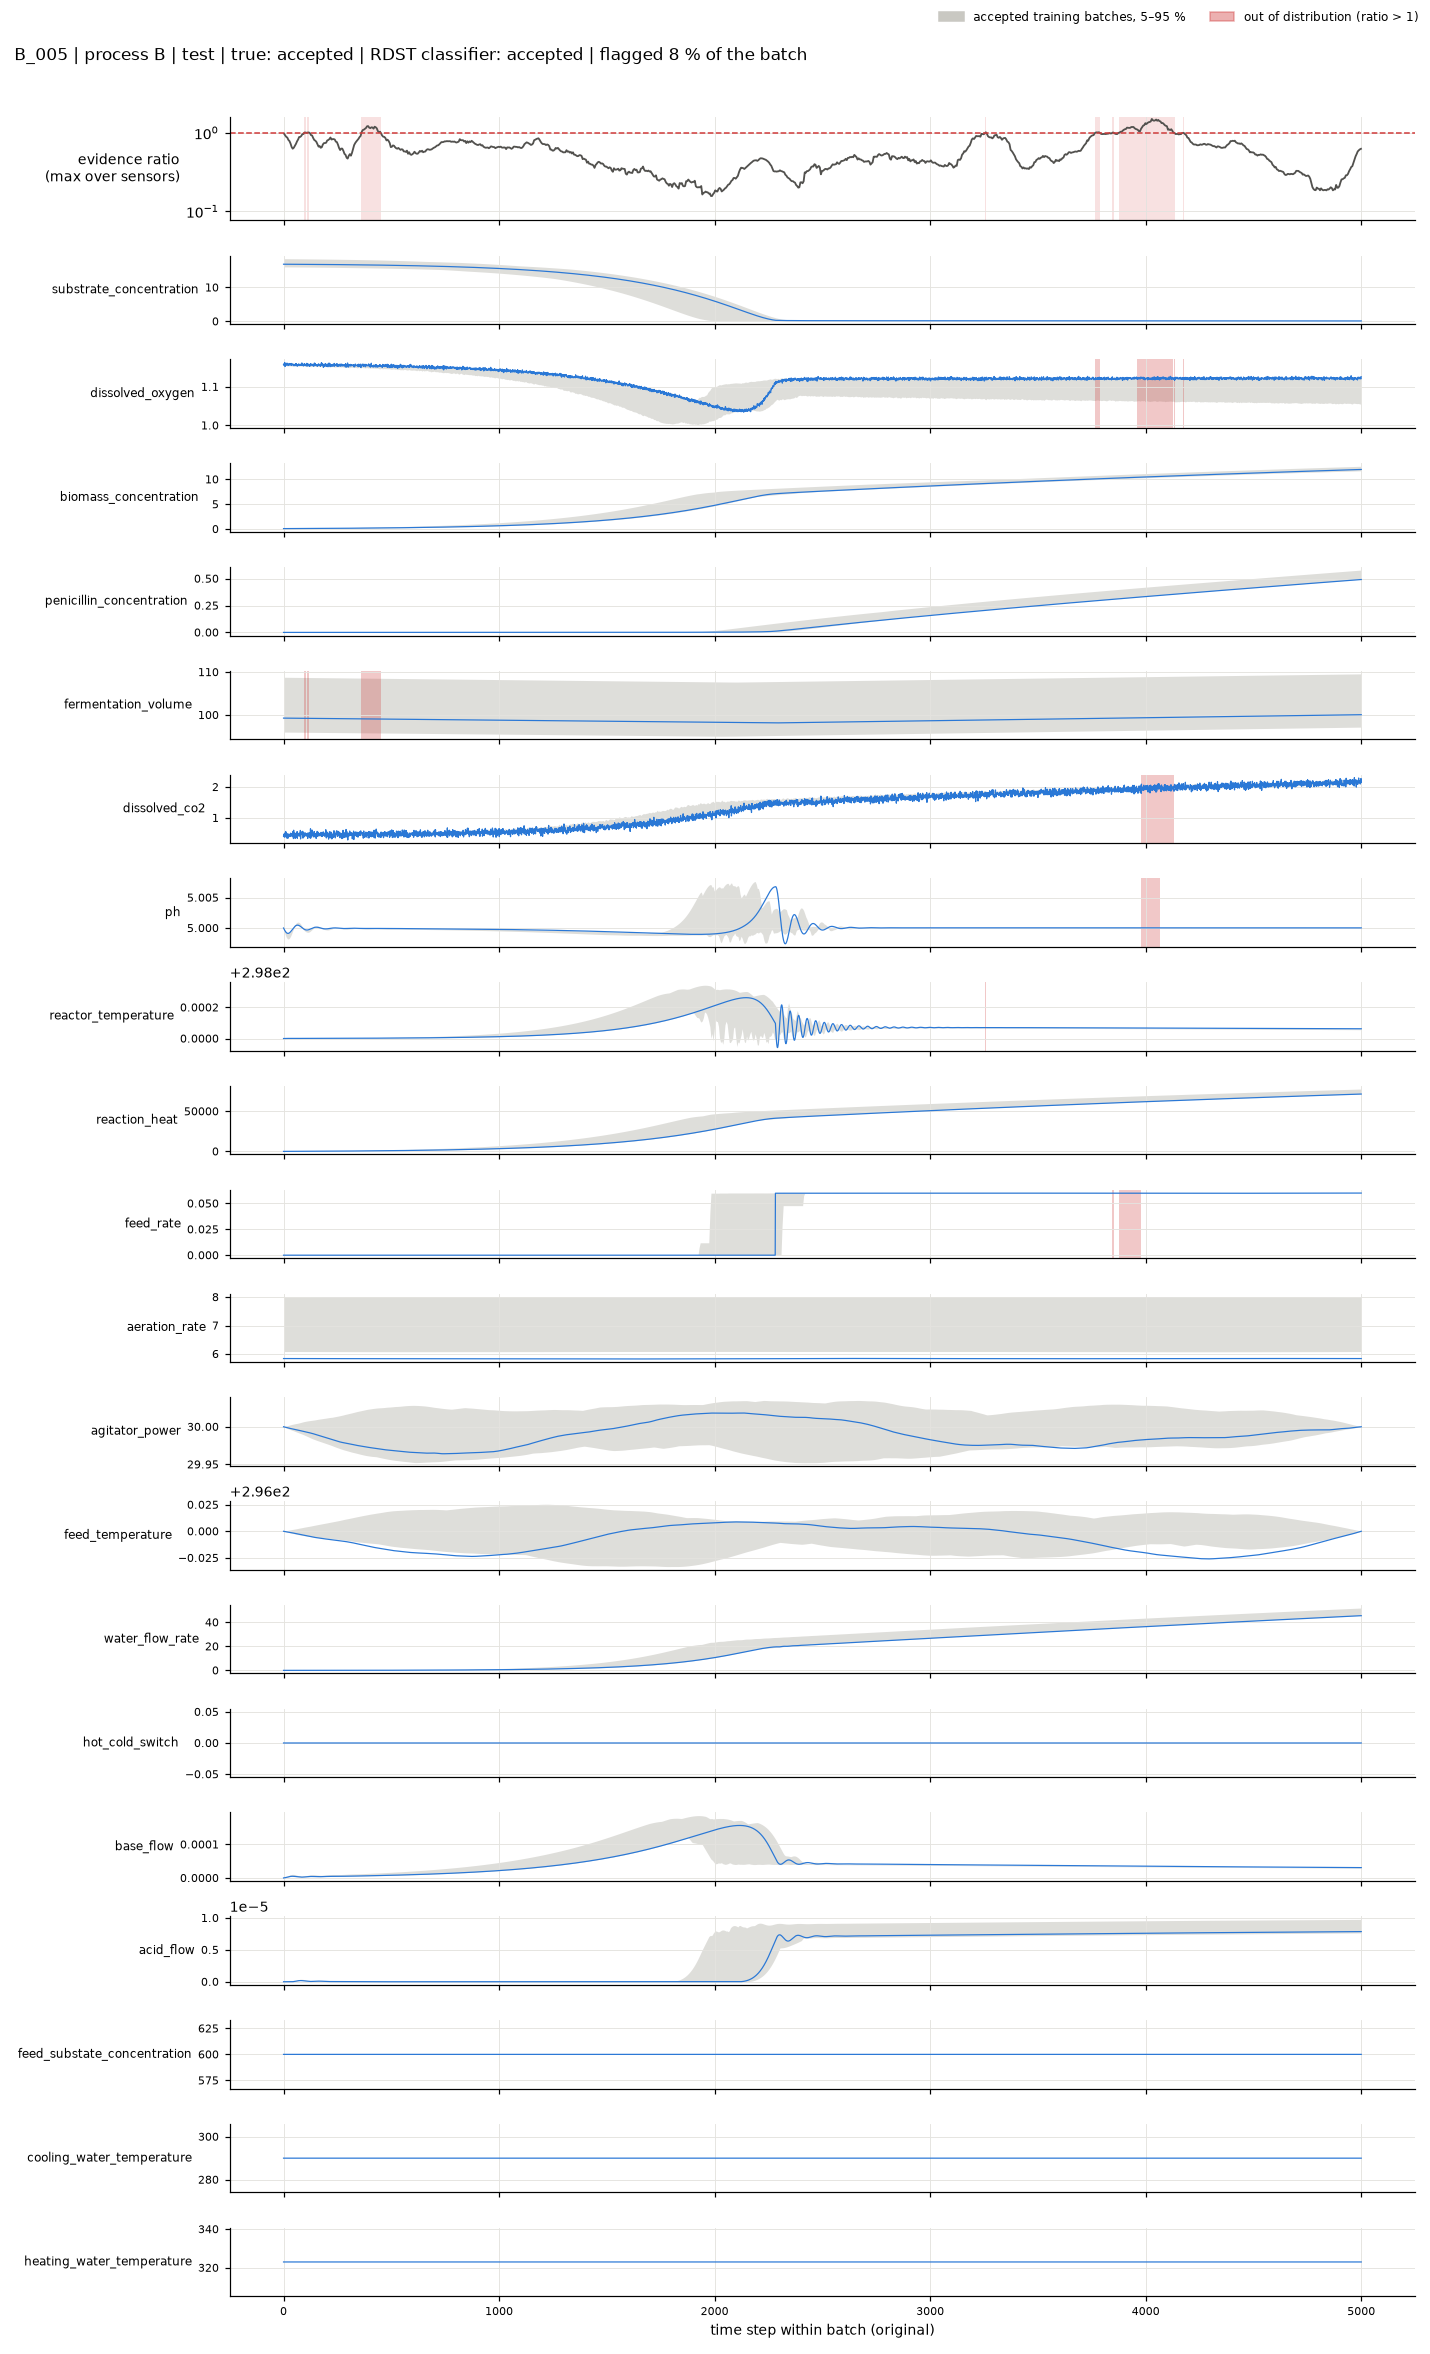 accepted training batches, 5–95 %
out of distribution (ratio > 1)
B_005 | process B | test | true: accepted | RDST classifier: accepted | flagged 8 % of the batch
evidence ratio
(max over sensors)
10⁰
10⁻¹
substrate_concentration
10
0
dissolved_oxygen
1.1
1.0
biomass_concentration
10
5
0
penicillin_concentration
0.50
0.25
0.00
fermentation_volume
110
100
dissolved_co2
2
1
ph
5.005
5.000
+2.98e2
reactor_temperature
0.0002
0.0000
reaction_heat
50000
0
feed_rate
0.050
0.025
0.000
aeration_rate
8
7
6
agitator_power
30.00
29.95
+2.96e2
feed_temperature
0.025
0.000
−0.025
water_flow_rate
40
20
0
hot_cold_switch
0.05
0.00
−0.05
base_flow
0.0001
0.0000
1e−5
acid_flow
1.0
0.5
0.0
feed_substate_concentration
625
600
575
cooling_water_temperature
300
280
heating_water_temperature
340
320
0 1000 2000 3000 4000 5000
time step within batch (original)